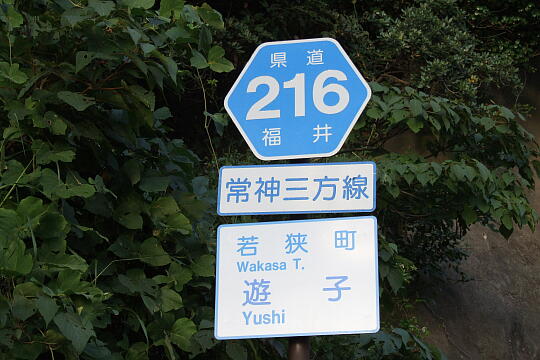 県道
216
福井
常神三方線
若狭町
Wakasa T.
遊子
Yushi